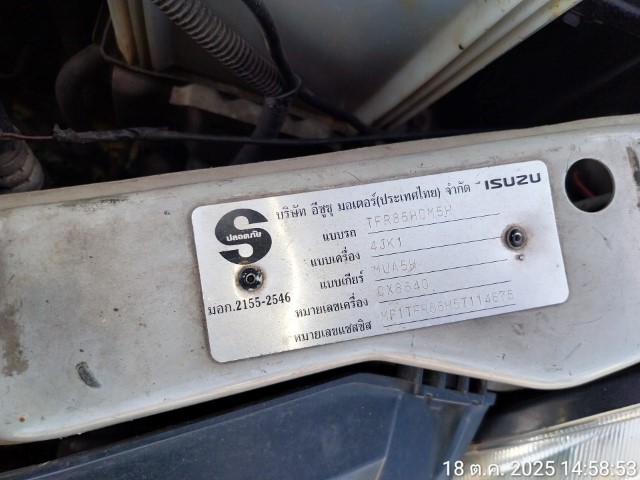 บริษัท อีซูซุ มอเตอร์(ประเทศไทย) จำกัด ISUZU
S
ปลอดภัย
มอก.2155-2546
แบบรถ TFR85HDM5H
แบบเครื่อง 4JK1
แบบเกียร์ MUA5H
หมายเลขเครื่อง CX8640
หมายเลขแชสซิส MP1TFR85H5T114675
18 ต.ค. 2025 14:58:53